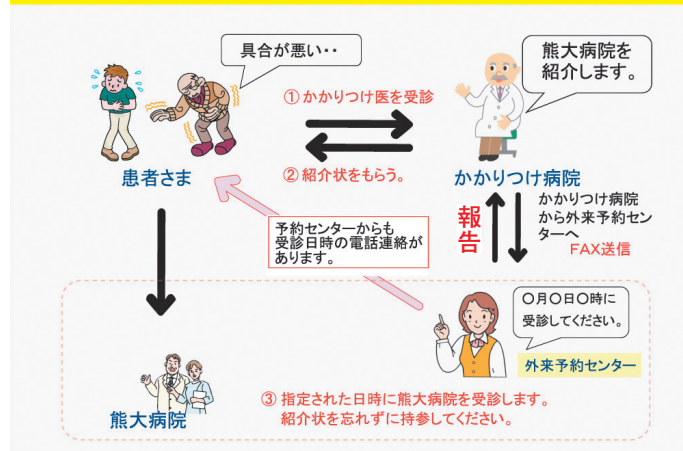 具合が悪い・・
熊大病院を
紹介します。
① かかりつけ医を受診
② 紹介状をもらう。
患者さま
かかりつけ病院
予約センターからも
受診日時の電話連絡が
あります。
報告
かかりつけ病院
から外来予約セン
ターへ
FAX送信
〇月〇日〇時に
受診してください。
外来予約センター
熊大病院
③ 指定された日時に熊大病院を受診します。
紹介状を忘れずに持参してください。